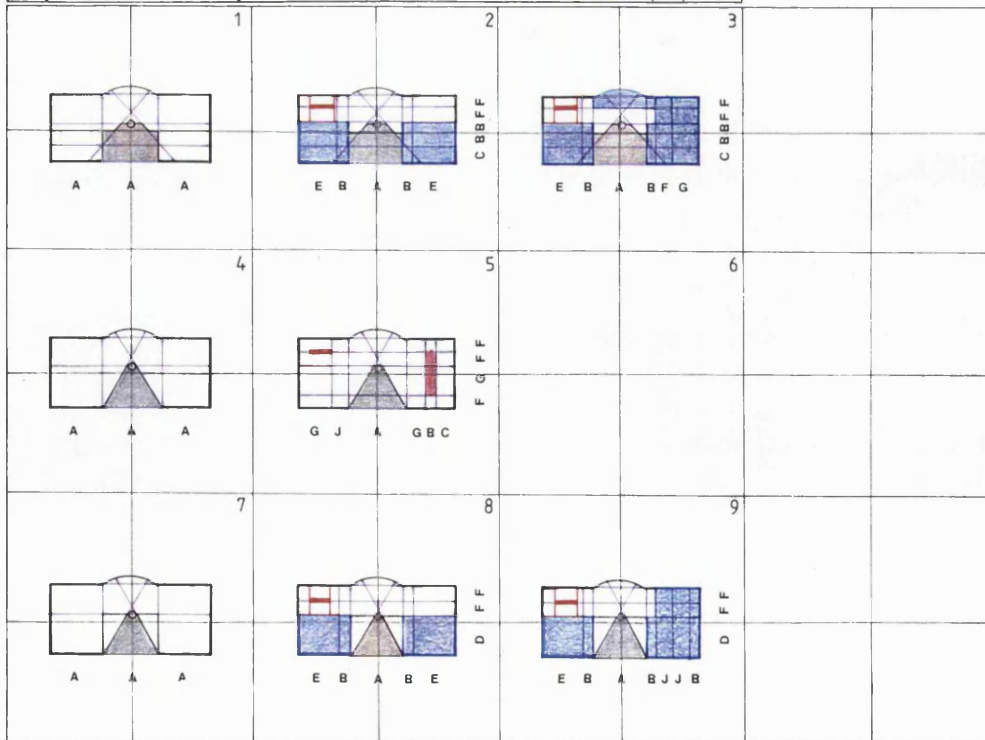 1 2 3
C B B F F
C B B F F
A A A E B A B E E B A B F G
4 5 6
F G F F
A A A G J A G B C
7 8 9
D F F
D F F
A A A E B A B E E B A B J J B